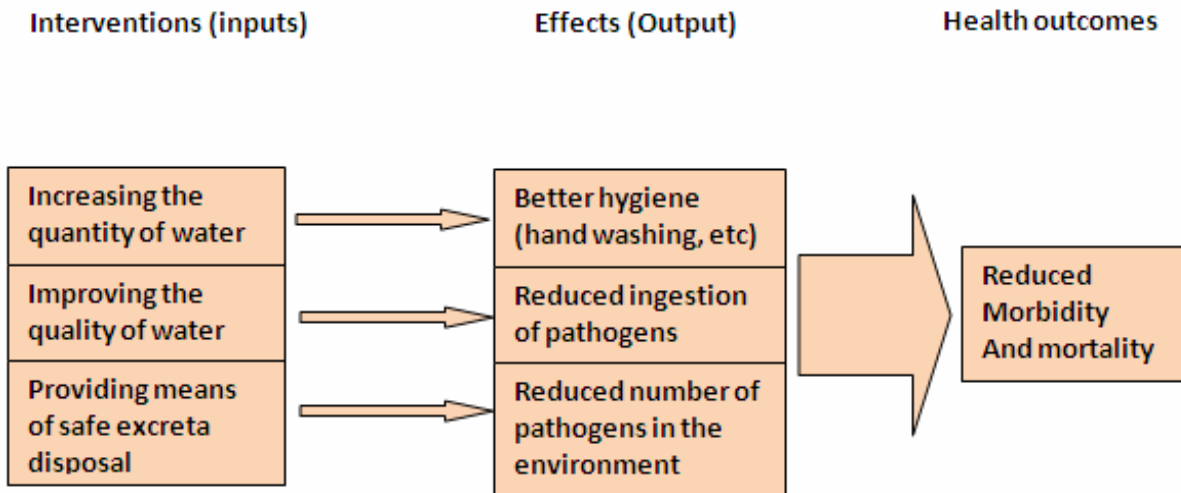 Interventions (inputs)
Effects (Output)
Health outcomes
Increasing the
quantity of water
Improving the
quality of water
Providing means
of safe excreta
disposal
Better hygiene
(hand washing, etc)
Reduced ingestion
of pathogens
Reduced number of
pathogens in the
environment
Reduced
Morbidity
And mortality